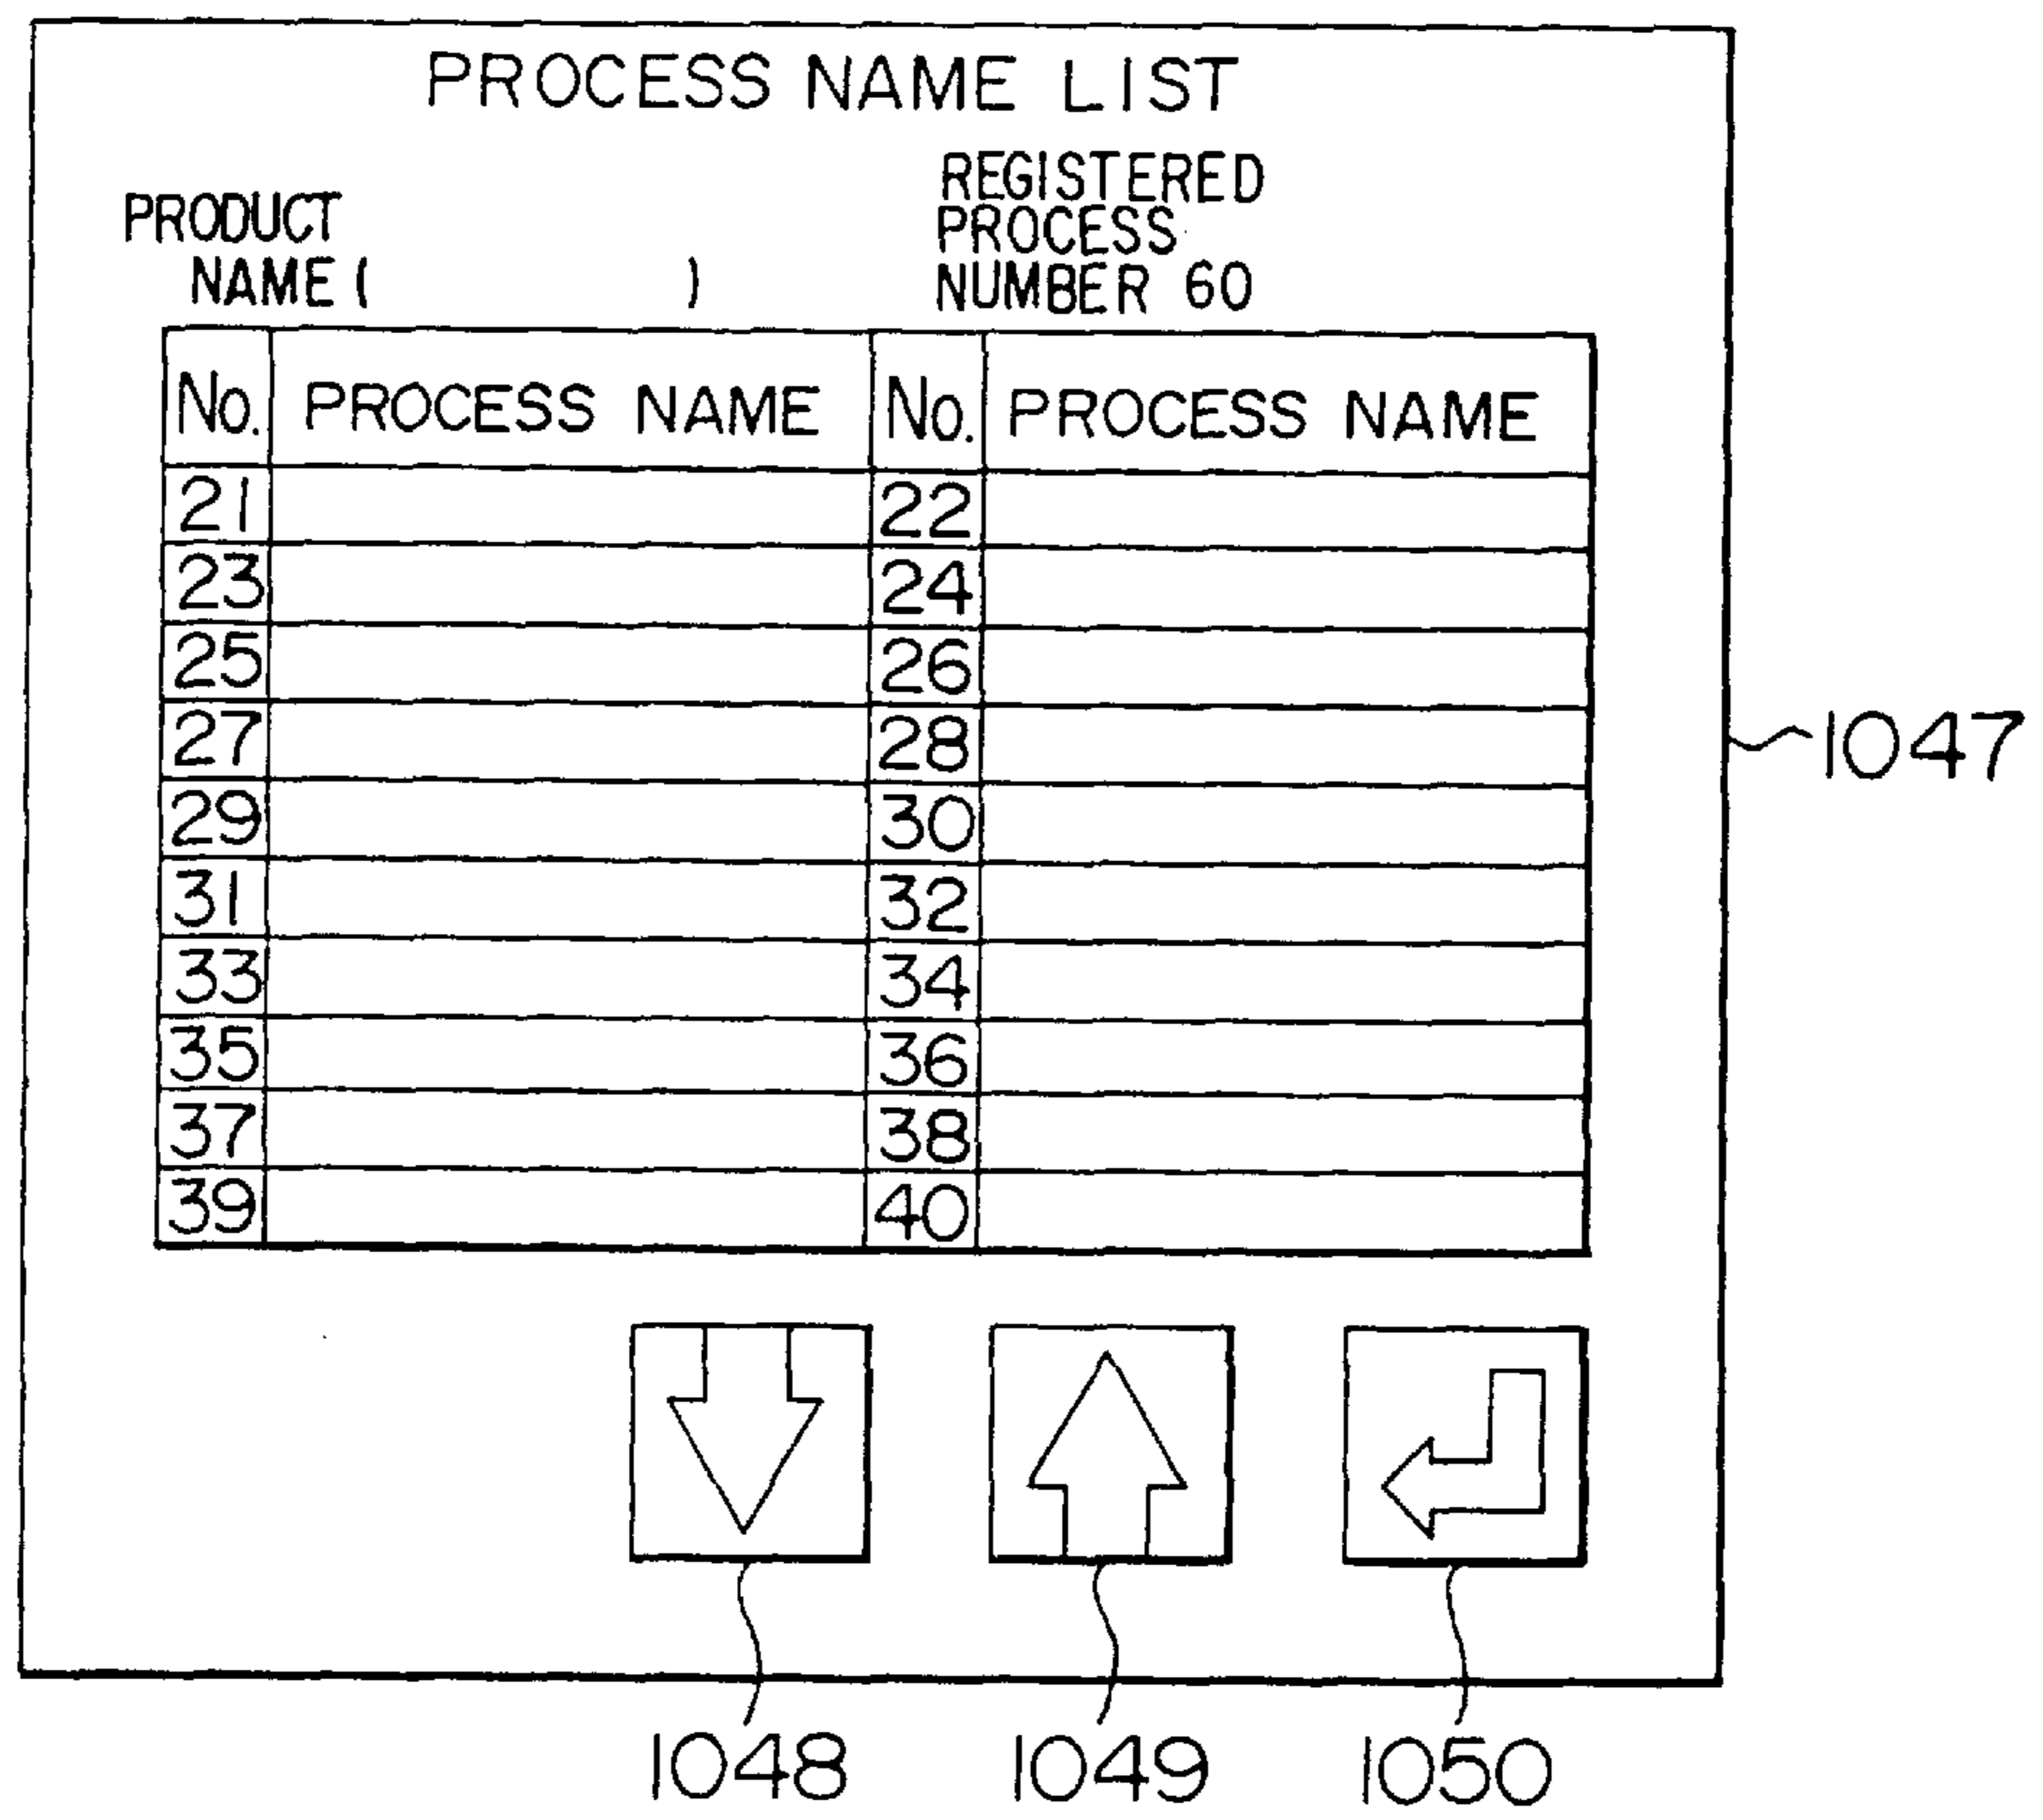 PROCESS NAME LIST
REGISTERED
PRODUCT PROCESS
NAME ( ) NUMBER 60
No. PROCESS NAME No. PROCESS NAME
21 22
23 24
25 26
27 28
1047
29 30
31 32
33 34
35 36
37 38
39 40
1048 1049 1050